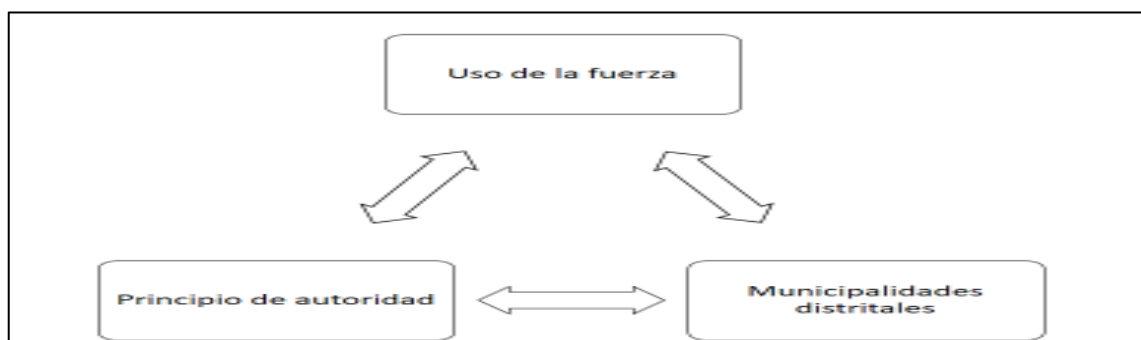 Uso de la fuerza
Principio de autoridad
Municipalidades
distritales